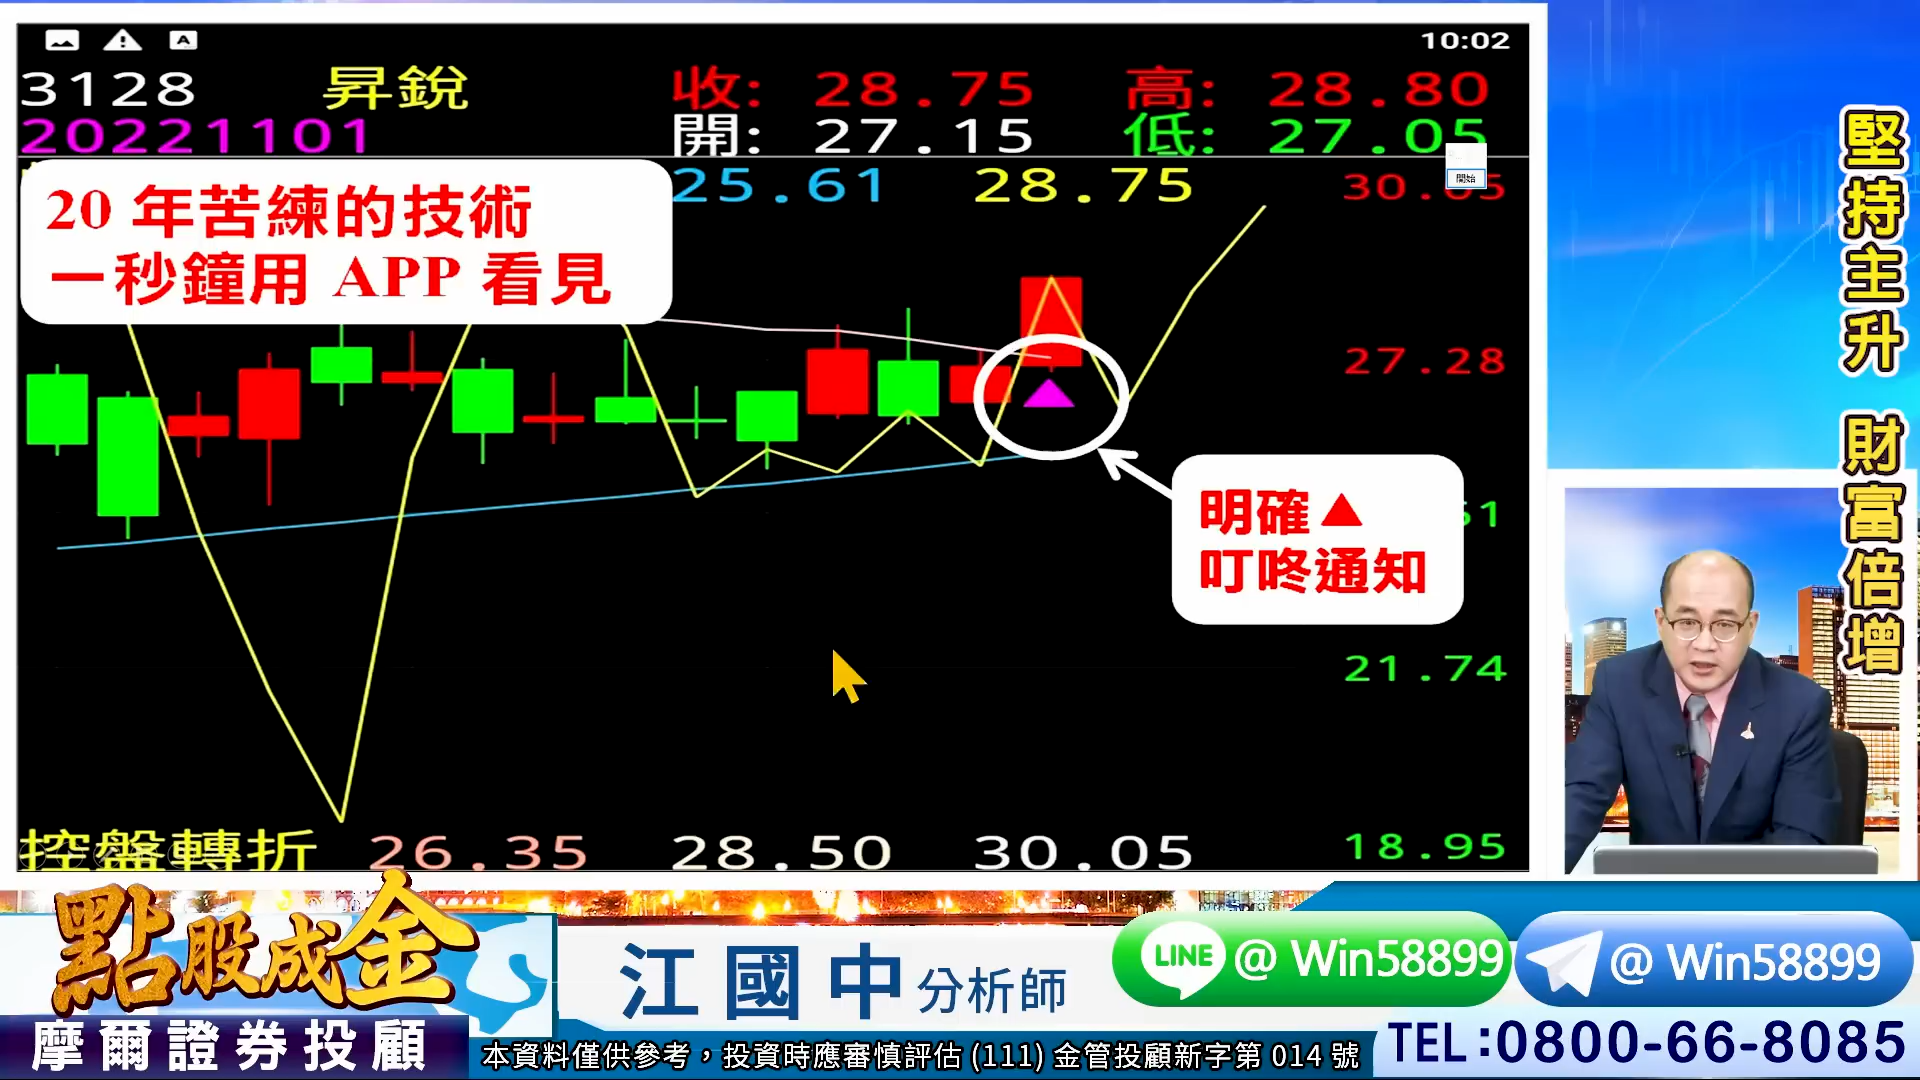 10:02
3128 昇銳 收: 28.75 高: 28.80
20221101 開: 27.15 低: 27.05
25.61 28.75
開始
20 年苦練的技術
一秒鐘用 APP 看見
27.28
明確▲
叮咚通知
21.74
18.95
控盤轉折 26.35 28.50 30.05
堅持主升 財富倍增
點股成金
摩爾證券投顧
江國中 分析師
LINE @ Win58899
@ Win58899
TEL:0800-66-8085
本資料僅供參考，投資時應審慎評估 (111) 金管投顧新字第 014 號